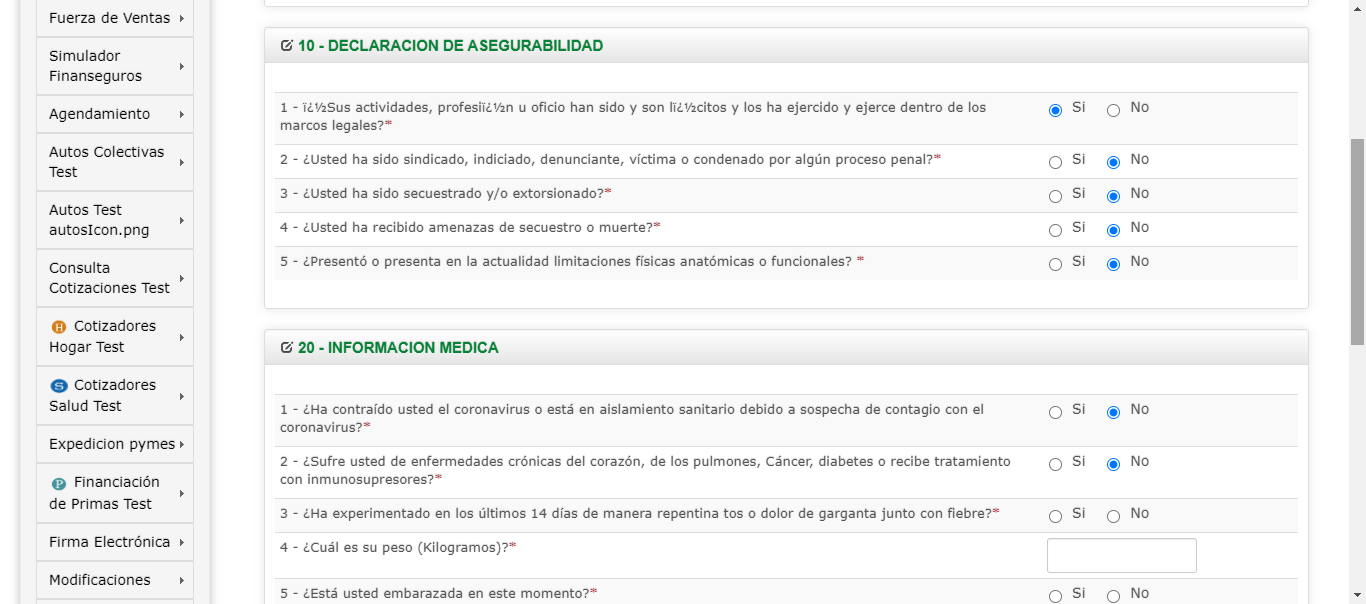 Fuerza de Ventas
Simulador
Finanseguros
Agendamiento
Autos Colectivas
Test
Autos Test
autosIcon.png
Consulta
Cotizaciones Test
H Cotizadores
Hogar Test
S Cotizadores
Salud Test
Expedicion pymes
P Financiación
de Primas Test
Firma Electrónica
Modificaciones
10 - DECLARACION DE ASEGURABILIDAD
1 - ï¿½Sus actividades, profesiï¿½n u oficio han sido y son lï¿½citos y los ha ejercido y ejerce dentro de los
marcos legales?*
Si No
2 - ¿Usted ha sido sindicado, indiciado, denunciante, víctima o condenado por algún proceso penal?*
Si No
3 - ¿Usted ha sido secuestrado y/o extorsionado?*
Si No
4 - ¿Usted ha recibido amenazas de secuestro o muerte?*
Si No
5 - ¿Presentó o presenta en la actualidad limitaciones físicas anatómicas o funcionales? *
Si No
20 - INFORMACION MEDICA
1 - ¿Ha contraído usted el coronavirus o está en aislamiento sanitario debido a sospecha de contagio con el
coronavirus?*
Si No
2 - ¿Sufre usted de enfermedades crónicas del corazón, de los pulmones, Cáncer, diabetes o recibe tratamiento
con inmunosupresores?*
Si No
3 - ¿Ha experimentado en los últimos 14 días de manera repentina tos o dolor de garganta junto con fiebre?*
Si No
4 - ¿Cuál es su peso (Kilogramos)?*
5 - ¿Está usted embarazada en este momento?*
Si No